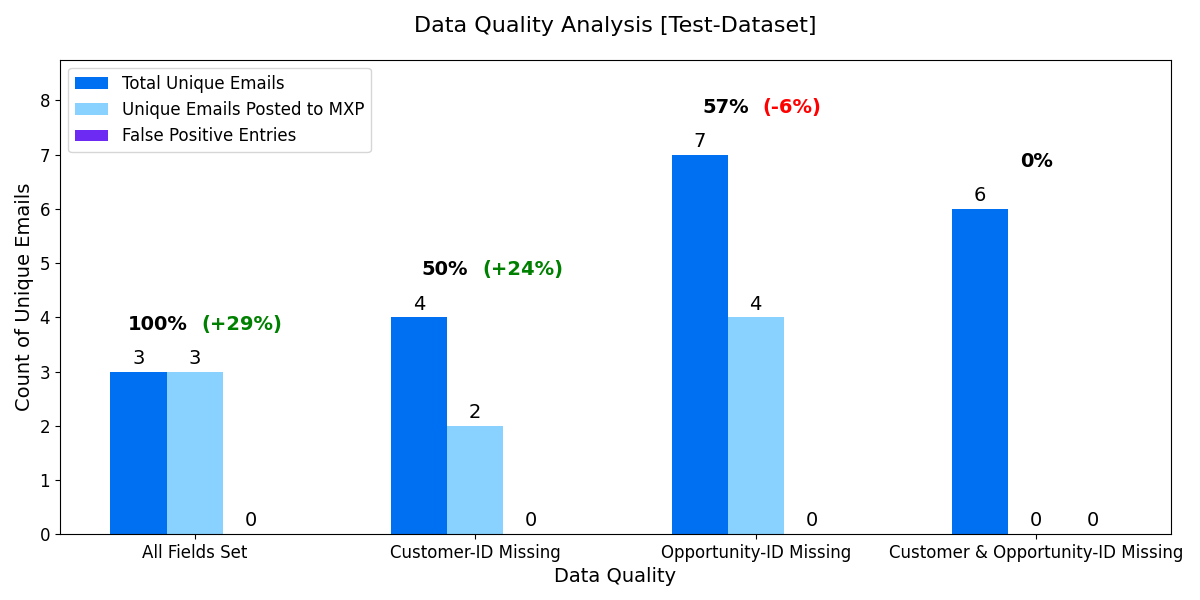 Data Quality Analysis [Test-Dataset]
Total Unique Emails
Unique Emails Posted to MXP
False Positive Entries
Count of Unique Emails
8
7
6
5
4
3
2
1
0
100% (+29%)
3 3 0
50% (+24%)
4 2 0
57% (-6%)
7 4 0
0%
6 0 0
All Fields Set
Customer-ID Missing
Opportunity-ID Missing
Customer & Opportunity-ID Missing
Data Quality